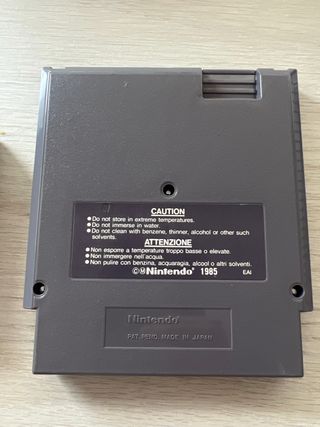 CAUTION
●Do not store in extreme temperatures.
●Do not immerse in water.
●Do not clean with benzene, thinner, alcohol or other such
solvents.
ATTENZIONE
●Non esporre a temperature troppo basse o elevate.
●Non immergere nell'acqua.
●Non pulire con benzina, acquaragia, alcool o altri solventi.
©Ⓜ Nintendo® 1985 EAI
Nintendo®
PAT. PEND. MADE IN JAPAN